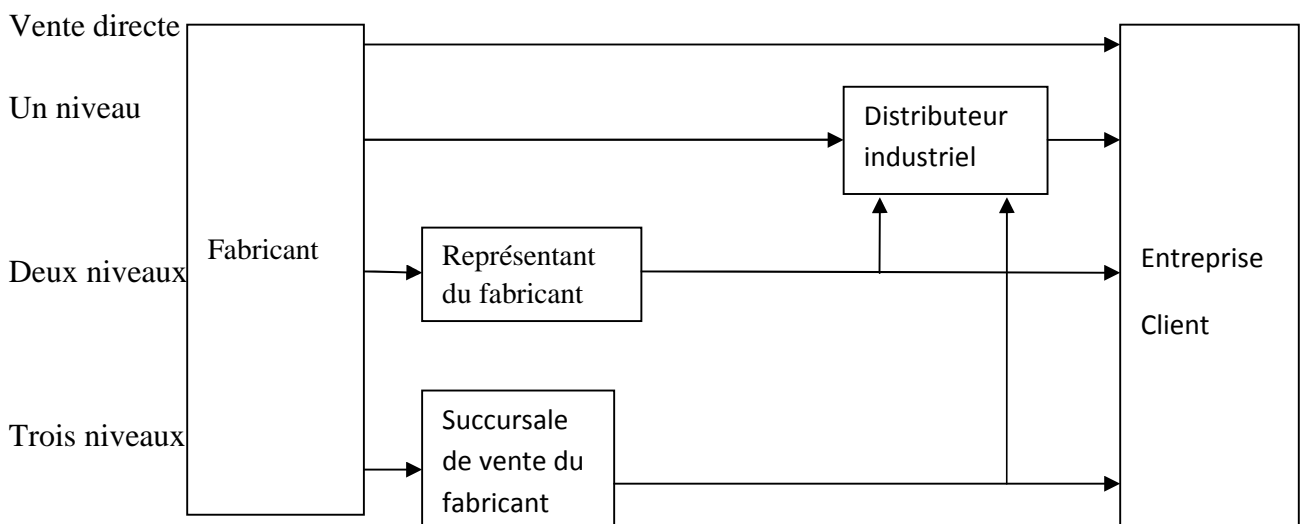 Vente directe
Un niveau
Distributeur
industriel
Fabricant
Deux niveaux
Représentant
du fabricant
Entreprise
Client
Trois niveaux
Succursale
de vente du
fabricant